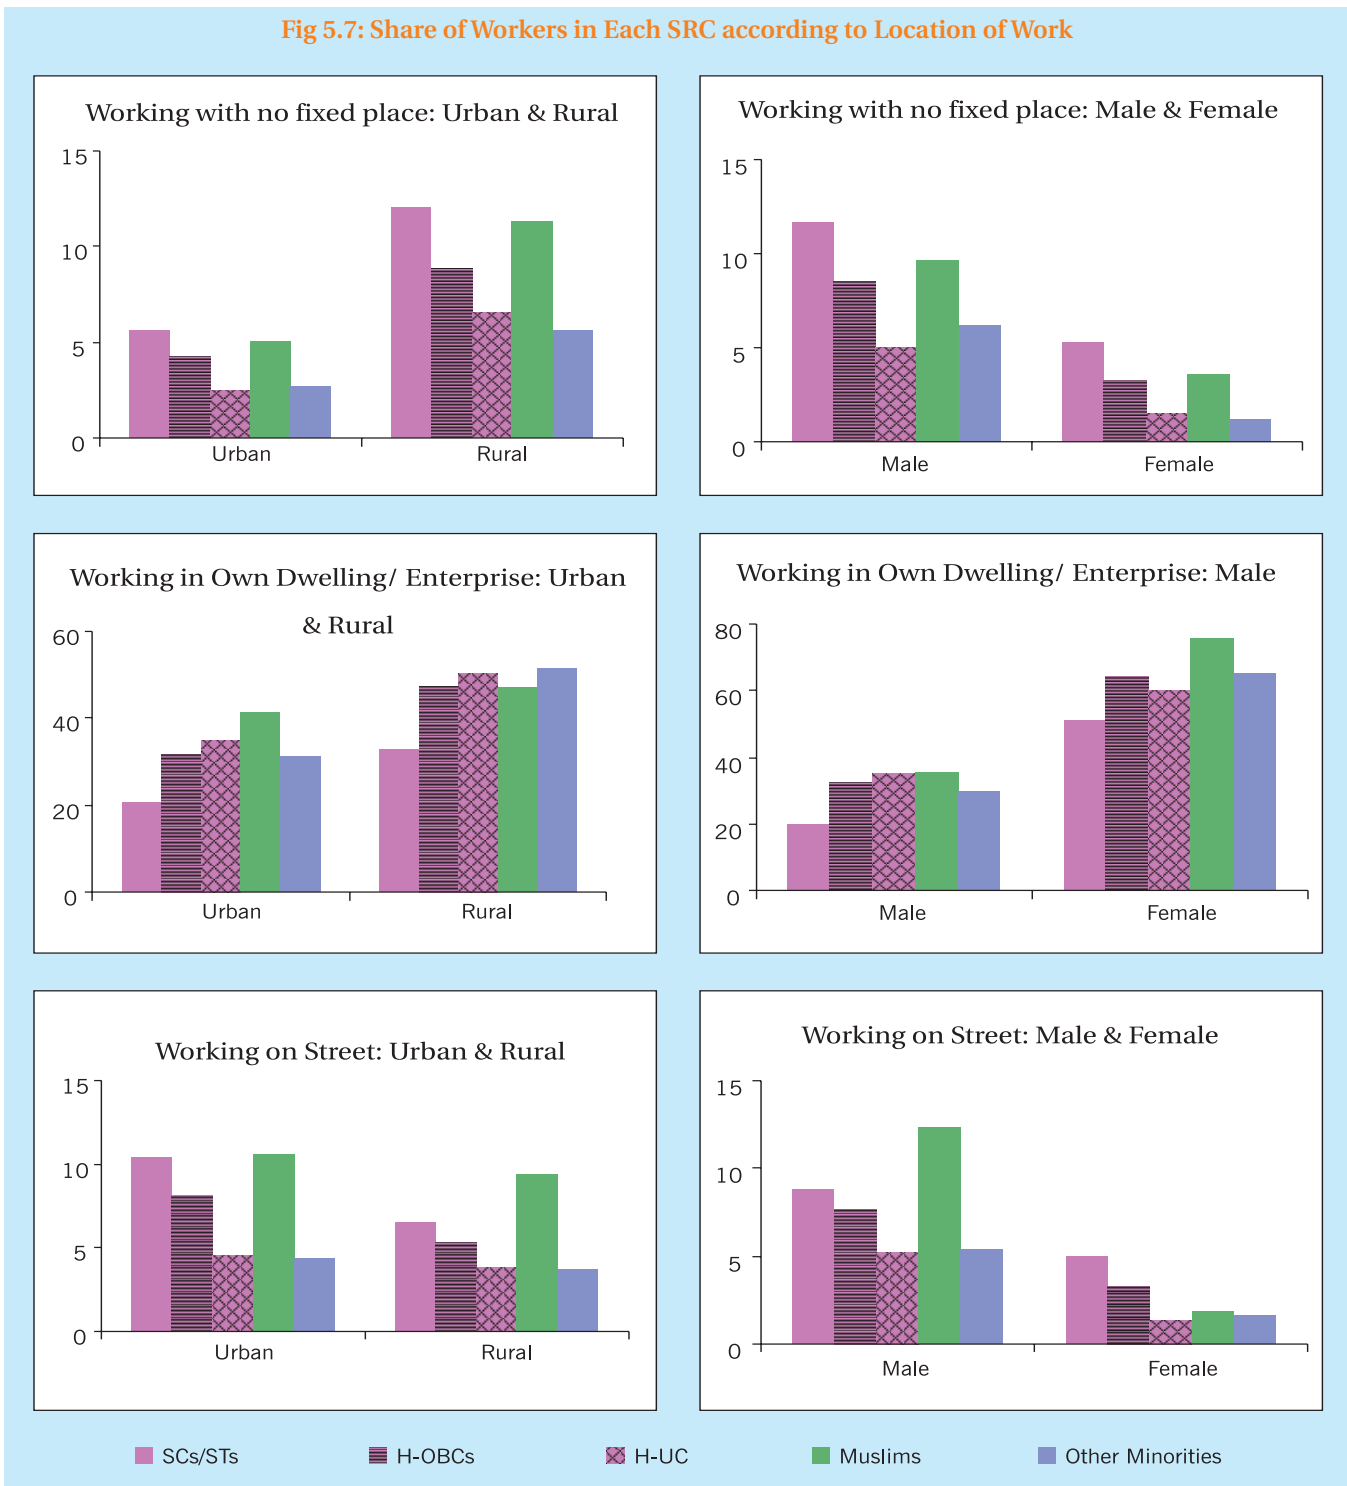 Fig 5.7: Share of Workers in Each SRC according to Location of Work
Working with no fixed place: Urban & Rural
15
10
5
0
Urban Rural
Working with no fixed place: Male & Female
15
10
5
0
Male Female
Working in Own Dwelling/ Enterprise: Urban
& Rural
60
40
20
0
Urban Rural
Working in Own Dwelling/ Enterprise: Male
80
60
40
20
0
Male Female
Working on Street: Urban & Rural
15
10
5
0
Urban Rural
Working on Street: Male & Female
15
10
5
0
Male Female
SCs/STs H-OBCs H-UC Muslims Other Minorities